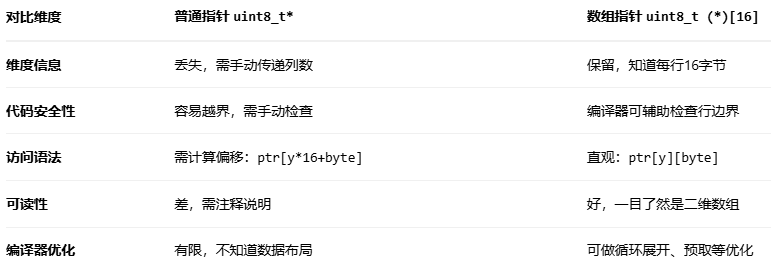 对比维度 普通指针 uint8_t* 数组指针 uint8_t (*)[16]
维度信息 丢失，需手动传递列数 保留，知道每行16字节
代码安全性 容易越界，需手动检查 编译器可辅助检查行边界
访问语法 需计算偏移：ptr[y*16+byte] 直观：ptr[y][byte]
可读性 差，需注释说明 好，一目了然是二维数组
编译器优化 有限，不知道数据布局 可做循环展开、预取等优化